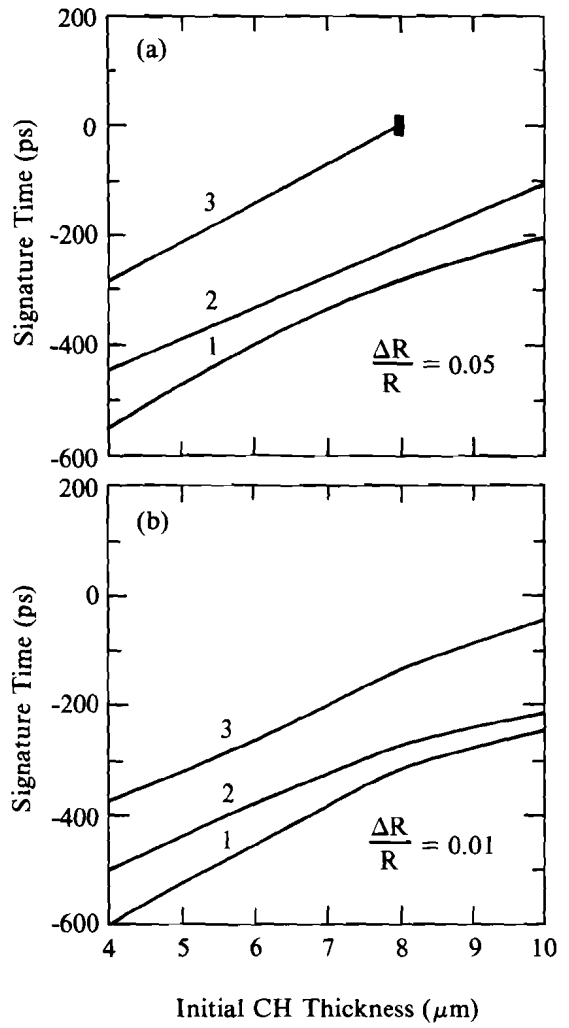 200
(a)
0
3
Signature Time (ps)
-200
2
1
-400
ΔR
R = 0.05
-600
200
(b)
0
Signature Time (ps)
-200
3
2
-400
1
ΔR
R = 0.01
-600
4 5 6 7 8 9 10
Initial CH Thickness (μm)